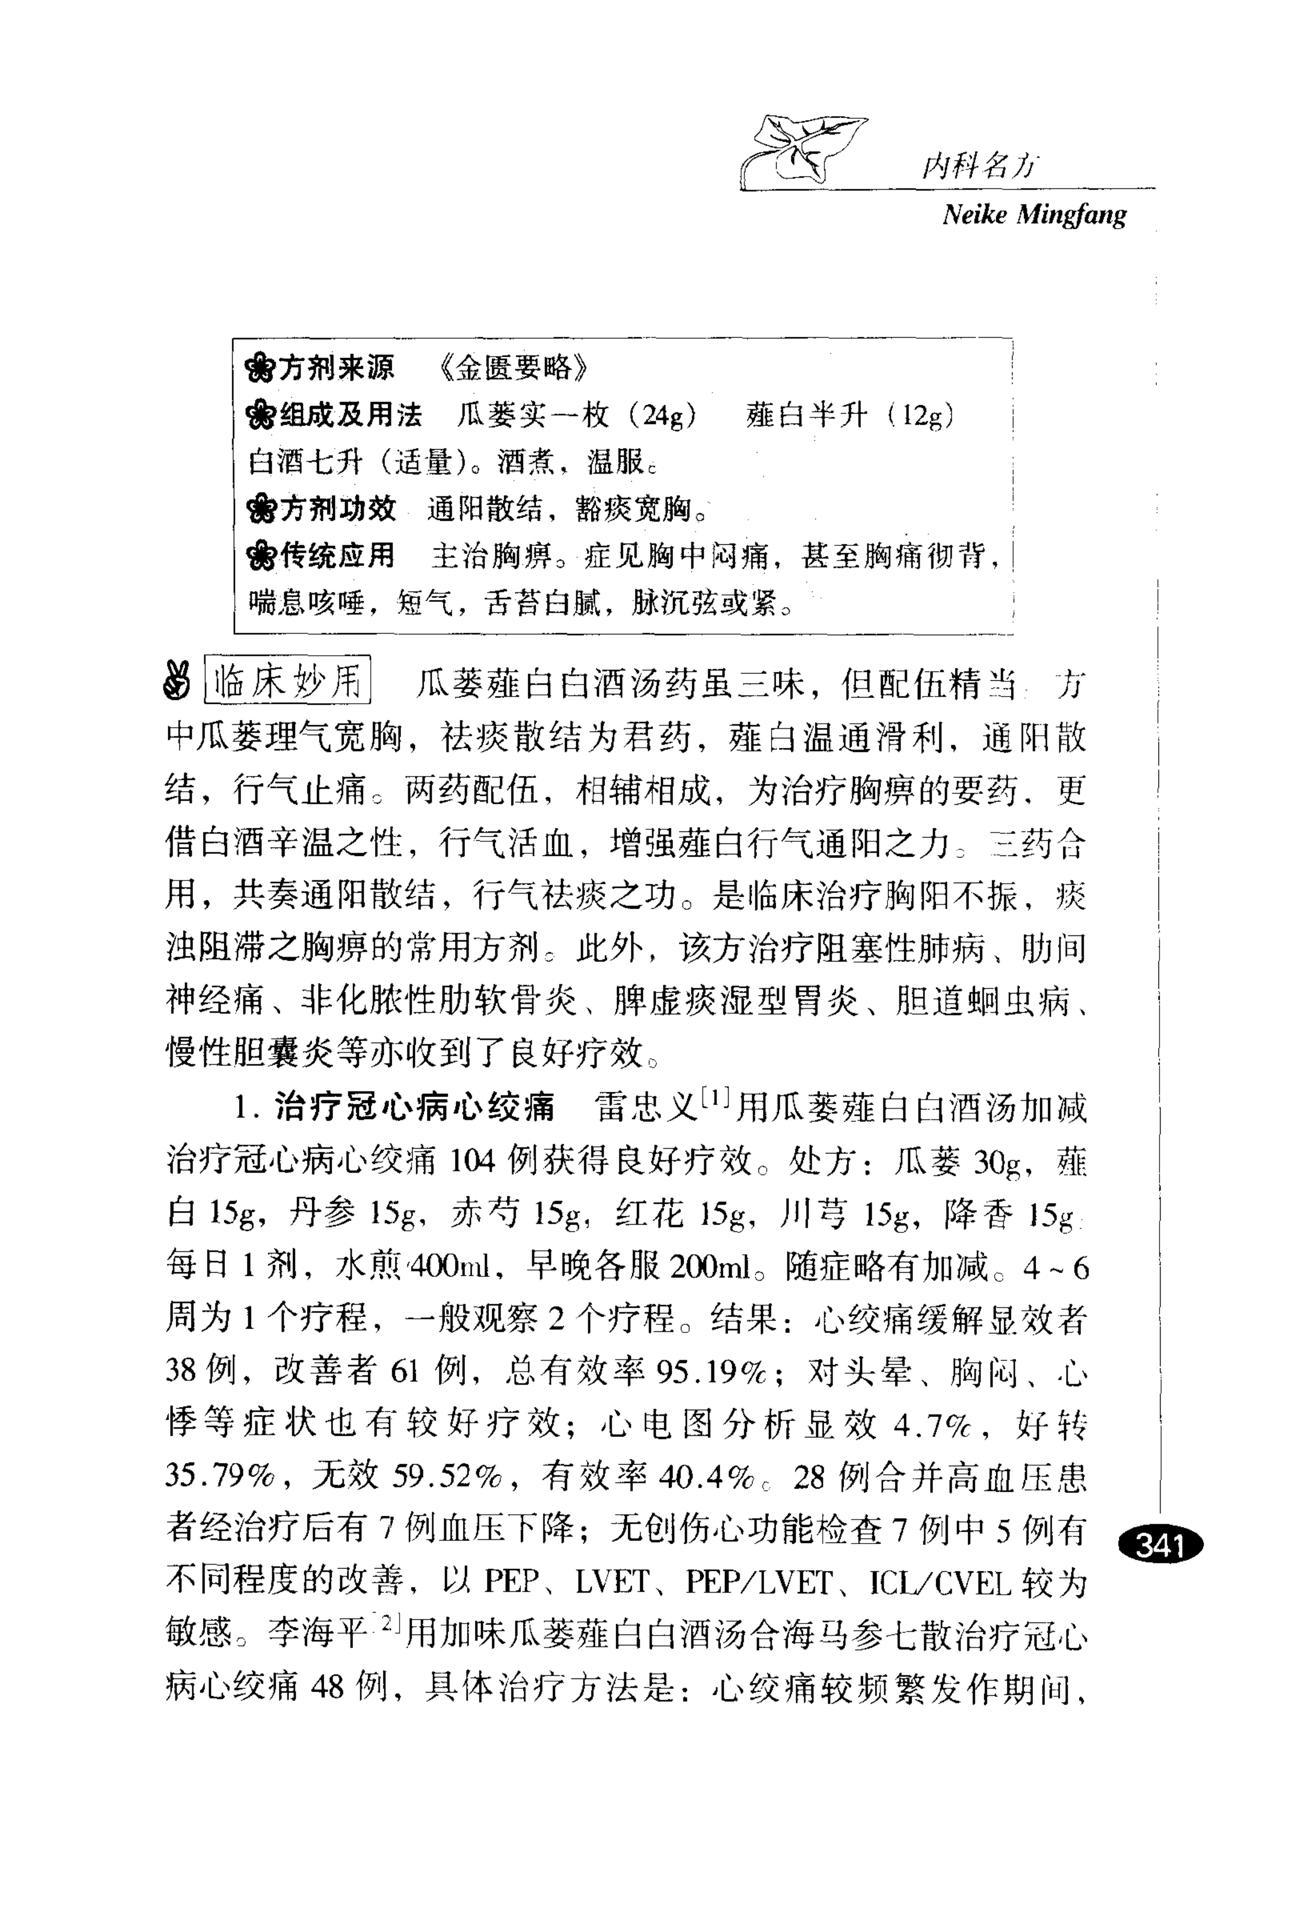 内科名方
Neike Mingfang
方剂来源 《金匮要略》
组成及用法 瓜蒌实一枚（24g） 薤白半升（12g）
白酒七升（适量）。酒煮，温服。
方剂功效 通阳散结，豁痰宽胸。
传统应用 主治胸痹。症见胸中闷痛，甚至胸痛彻背，
喘息咳唾，短气，舌苔白腻，脉沉弦或紧。
临床妙用 瓜蒌薤白白酒汤药虽三味，但配伍精当 方
中瓜蒌理气宽胸，祛痰散结为君药，薤白温通滑利，通阳散
结，行气止痛。两药配伍，相辅相成，为治疗胸痹的要药，更
借白酒辛温之性，行气活血，增强薤白行气通阳之力。三药合
用，共奏通阳散结，行气祛痰之功。是临床治疗胸阳不振，痰
浊阻滞之胸痹的常用方剂。此外，该方治疗阻塞性肺病、肋间
神经痛、非化脓性肋软骨炎、脾虚痰湿型胃炎、胆道蛔虫病、
慢性胆囊炎等亦收到了良好疗效。
1. 治疗冠心病心绞痛 雷忠义[1]用瓜蒌薤白白酒汤加减
治疗冠心病心绞痛 104 例获得良好疗效。处方：瓜蒌 30g，薤
白 15g，丹参 15g，赤芍 15g，红花 15g，川芎 15g，降香 15g
每日 1 剂，水煎 400ml，早晚各服 200ml。随症略有加减。4～6
周为 1 个疗程，一般观察 2 个疗程。结果：心绞痛缓解显效者
38 例，改善者 61 例，总有效率 95.19%；对头晕、胸闷、心
悸等症状也有较好疗效；心电图分析显效 4.7%，好转
35.79%，无效 59.52%，有效率 40.4%。28 例合并高血压患
者经治疗后有 7 例血压下降；无创伤心功能检查 7 例中 5 例有
不同程度的改善，以 PEP、LVET、PEP/LVET、ICL/CVEL 较为
敏感。李海平[2]用加味瓜蒌薤白白酒汤合海马参七散治疗冠心
病心绞痛 48 例，具体治疗方法是：心绞痛较频繁发作期间，
341